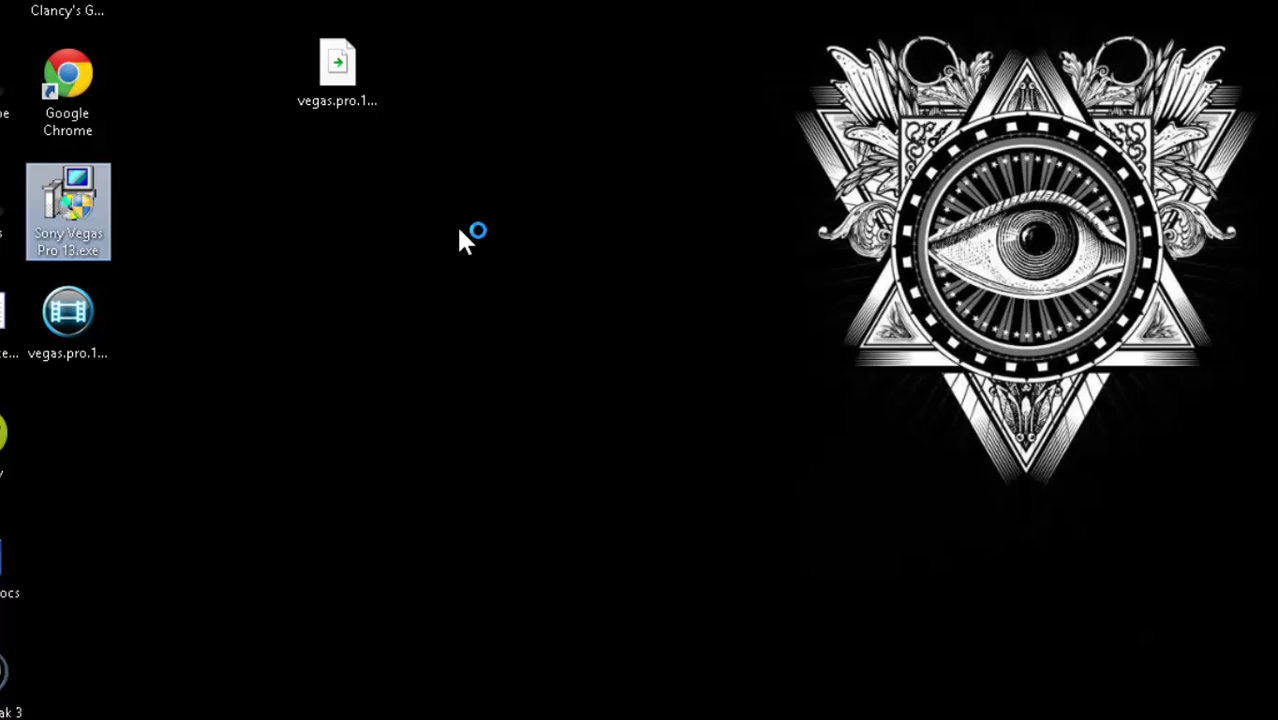 Clancy's G...
Google
Chrome
vegas.pro.1...
Sony Vegas
Pro 13.exe
vegas.pro.1...
ocs
ak 3